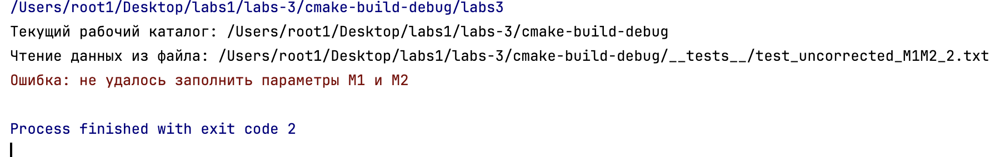 /Users/root1/Desktop/labs1/labs-3/cmake-build-debug/labs3
Текущий рабочий каталог: /Users/root1/Desktop/labs1/labs-3/cmake-build-debug
Чтение данных из файла: /Users/root1/Desktop/labs1/labs-3/cmake-build-debug/__tests__/test_uncorrected_M1M2_2.txt
Ошибка: не удалось заполнить параметры M1 и M2
Process finished with exit code 2